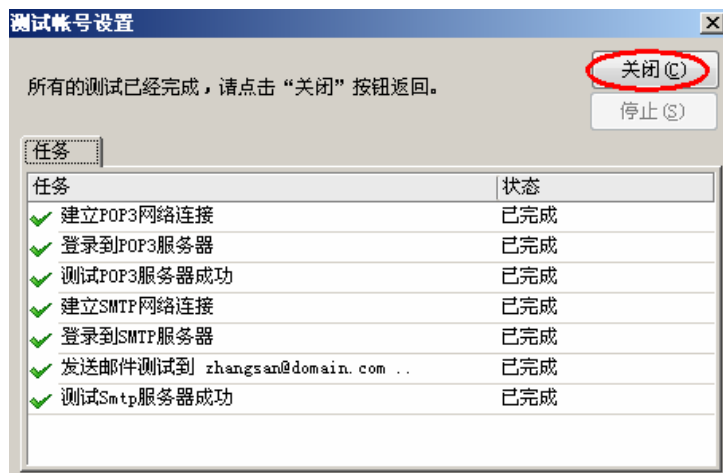 测试帐号设置
所有的测试已经完成，请点击“关闭”按钮返回。
关闭(C)
停止(S)
任务
任务 状态
建立POP3网络连接 已完成
登录到POP3服务器 已完成
测试POP3服务器成功 已完成
建立SMTP网络连接 已完成
登录到SMTP服务器 已完成
发送邮件测试到 zhangsan@domain.com .. 已完成
测试Smtp服务器成功 已完成